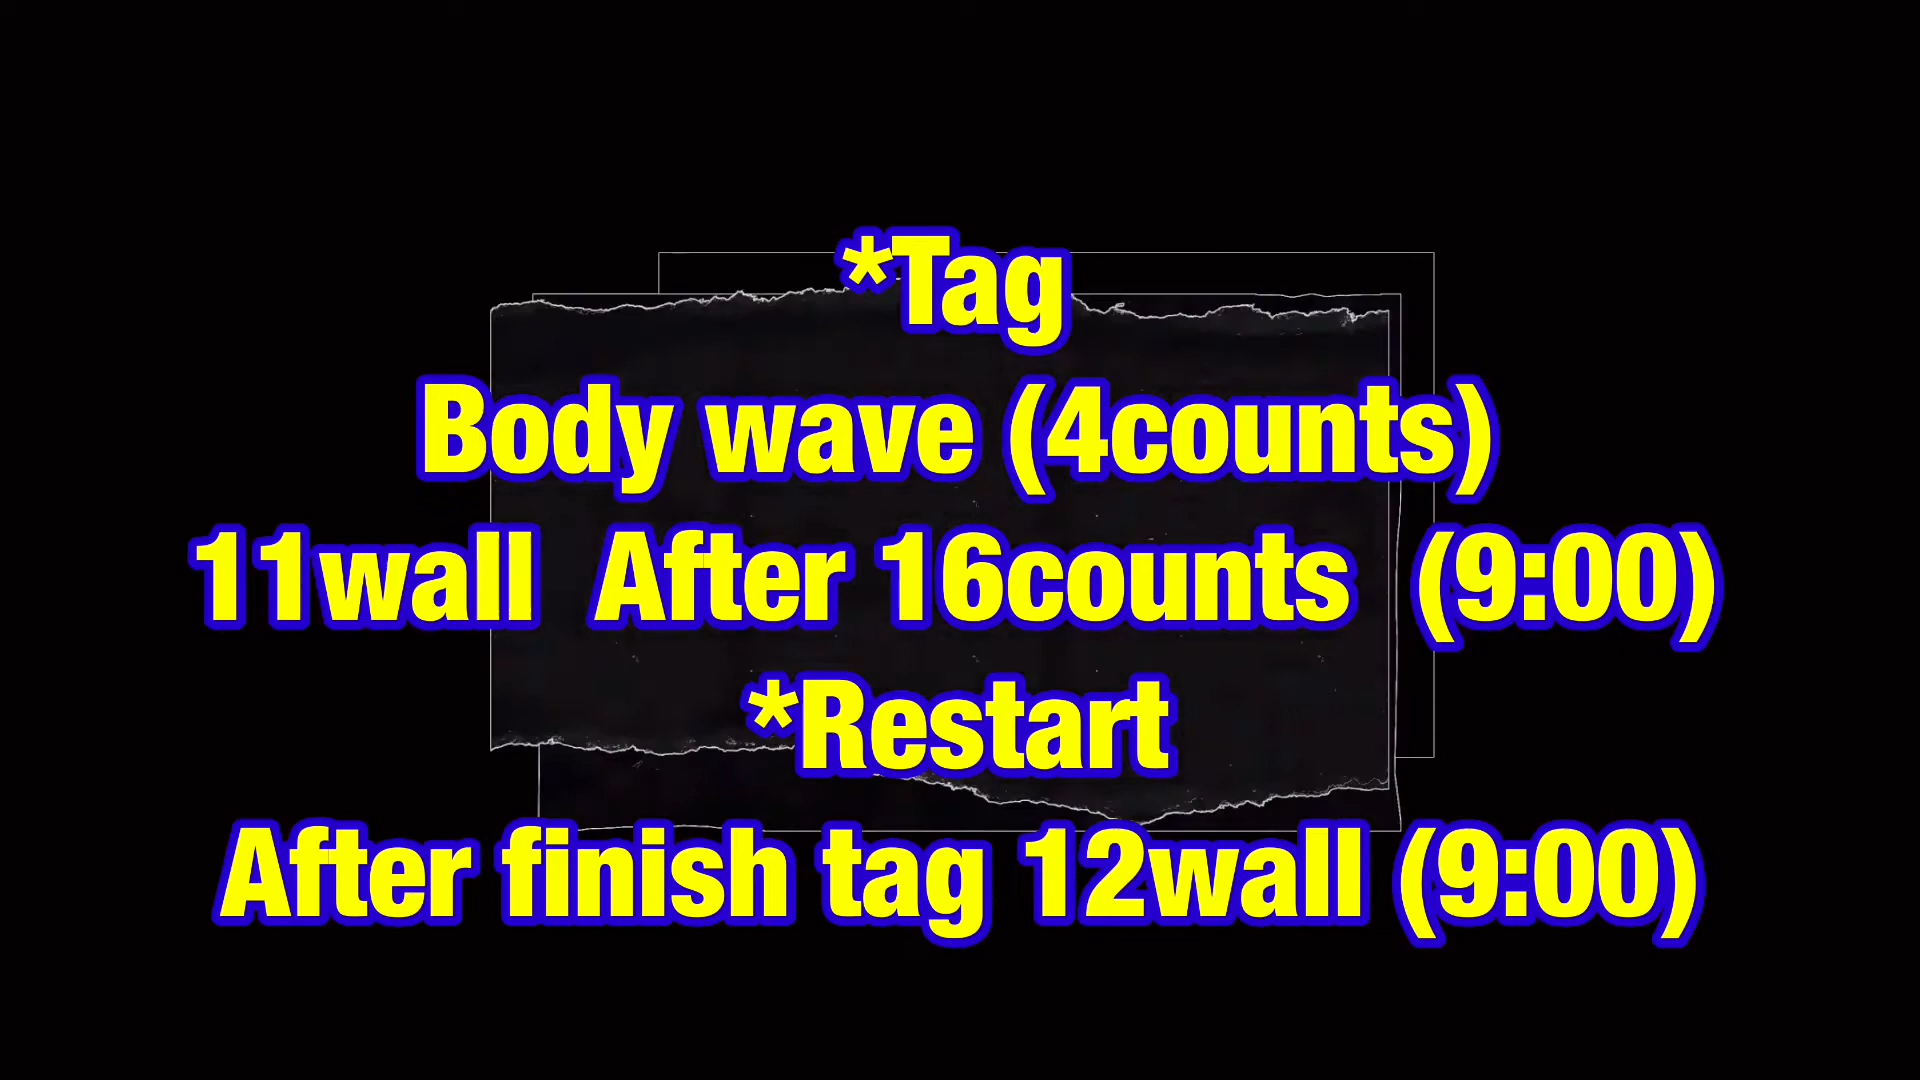 *Tag
Body wave (4counts)
11wall  After 16counts  (9:00)
*Restart
After finish tag 12wall (9:00)